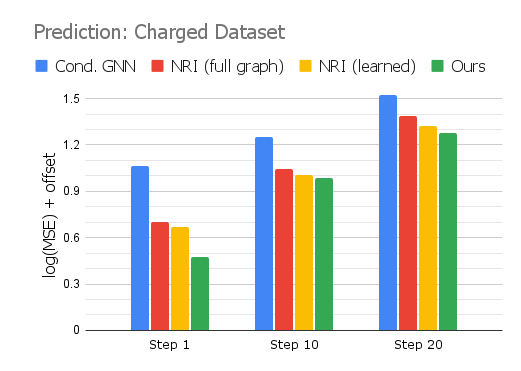 Prediction: Charged Dataset
Cond. GNN NRI (full graph) NRI (learned) Ours
log(MSE) + offset
1.5
1.2
0.9
0.6
0.3
0
Step 1 Step 10 Step 20